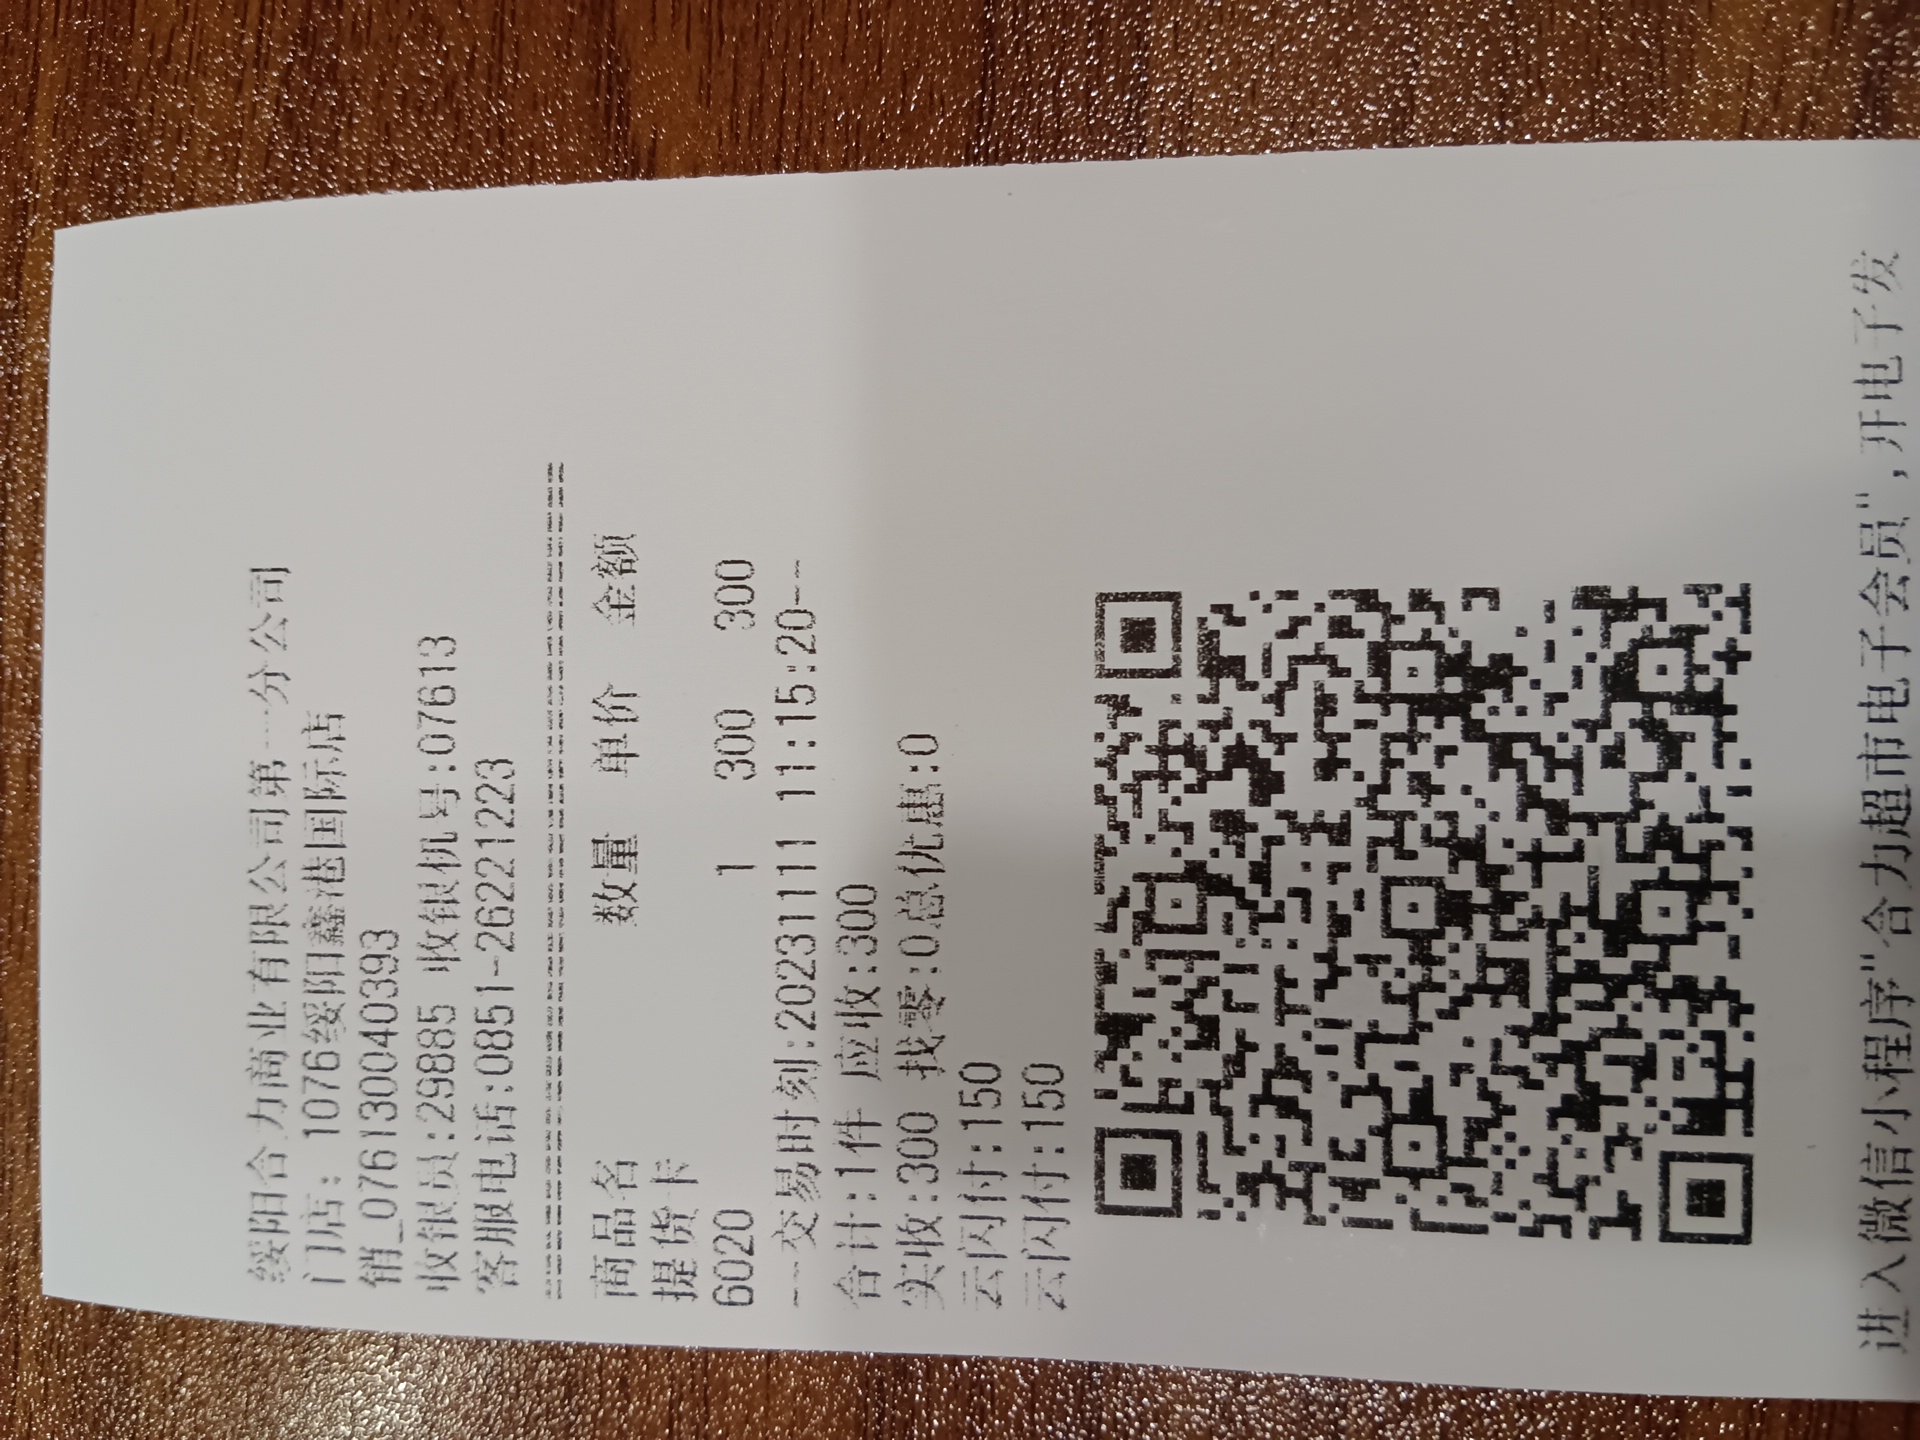 绥阳合力商业有限公司第一分公司
门店: 1076绥阳鑫港国际店
销_076130040393
收银员:29885 收银机号:07613
客服电话:0851-26221223
================================
商品名 数量 单价 金额
提货卡
6020 1 300 300
--交易时刻:20231111 11:15:20--
合计:1件 应收:300
实收:300 找零:0总优惠:0
云闪付:150
云闪付:150
进入微信小程序"合力超市电子会员",开电子发